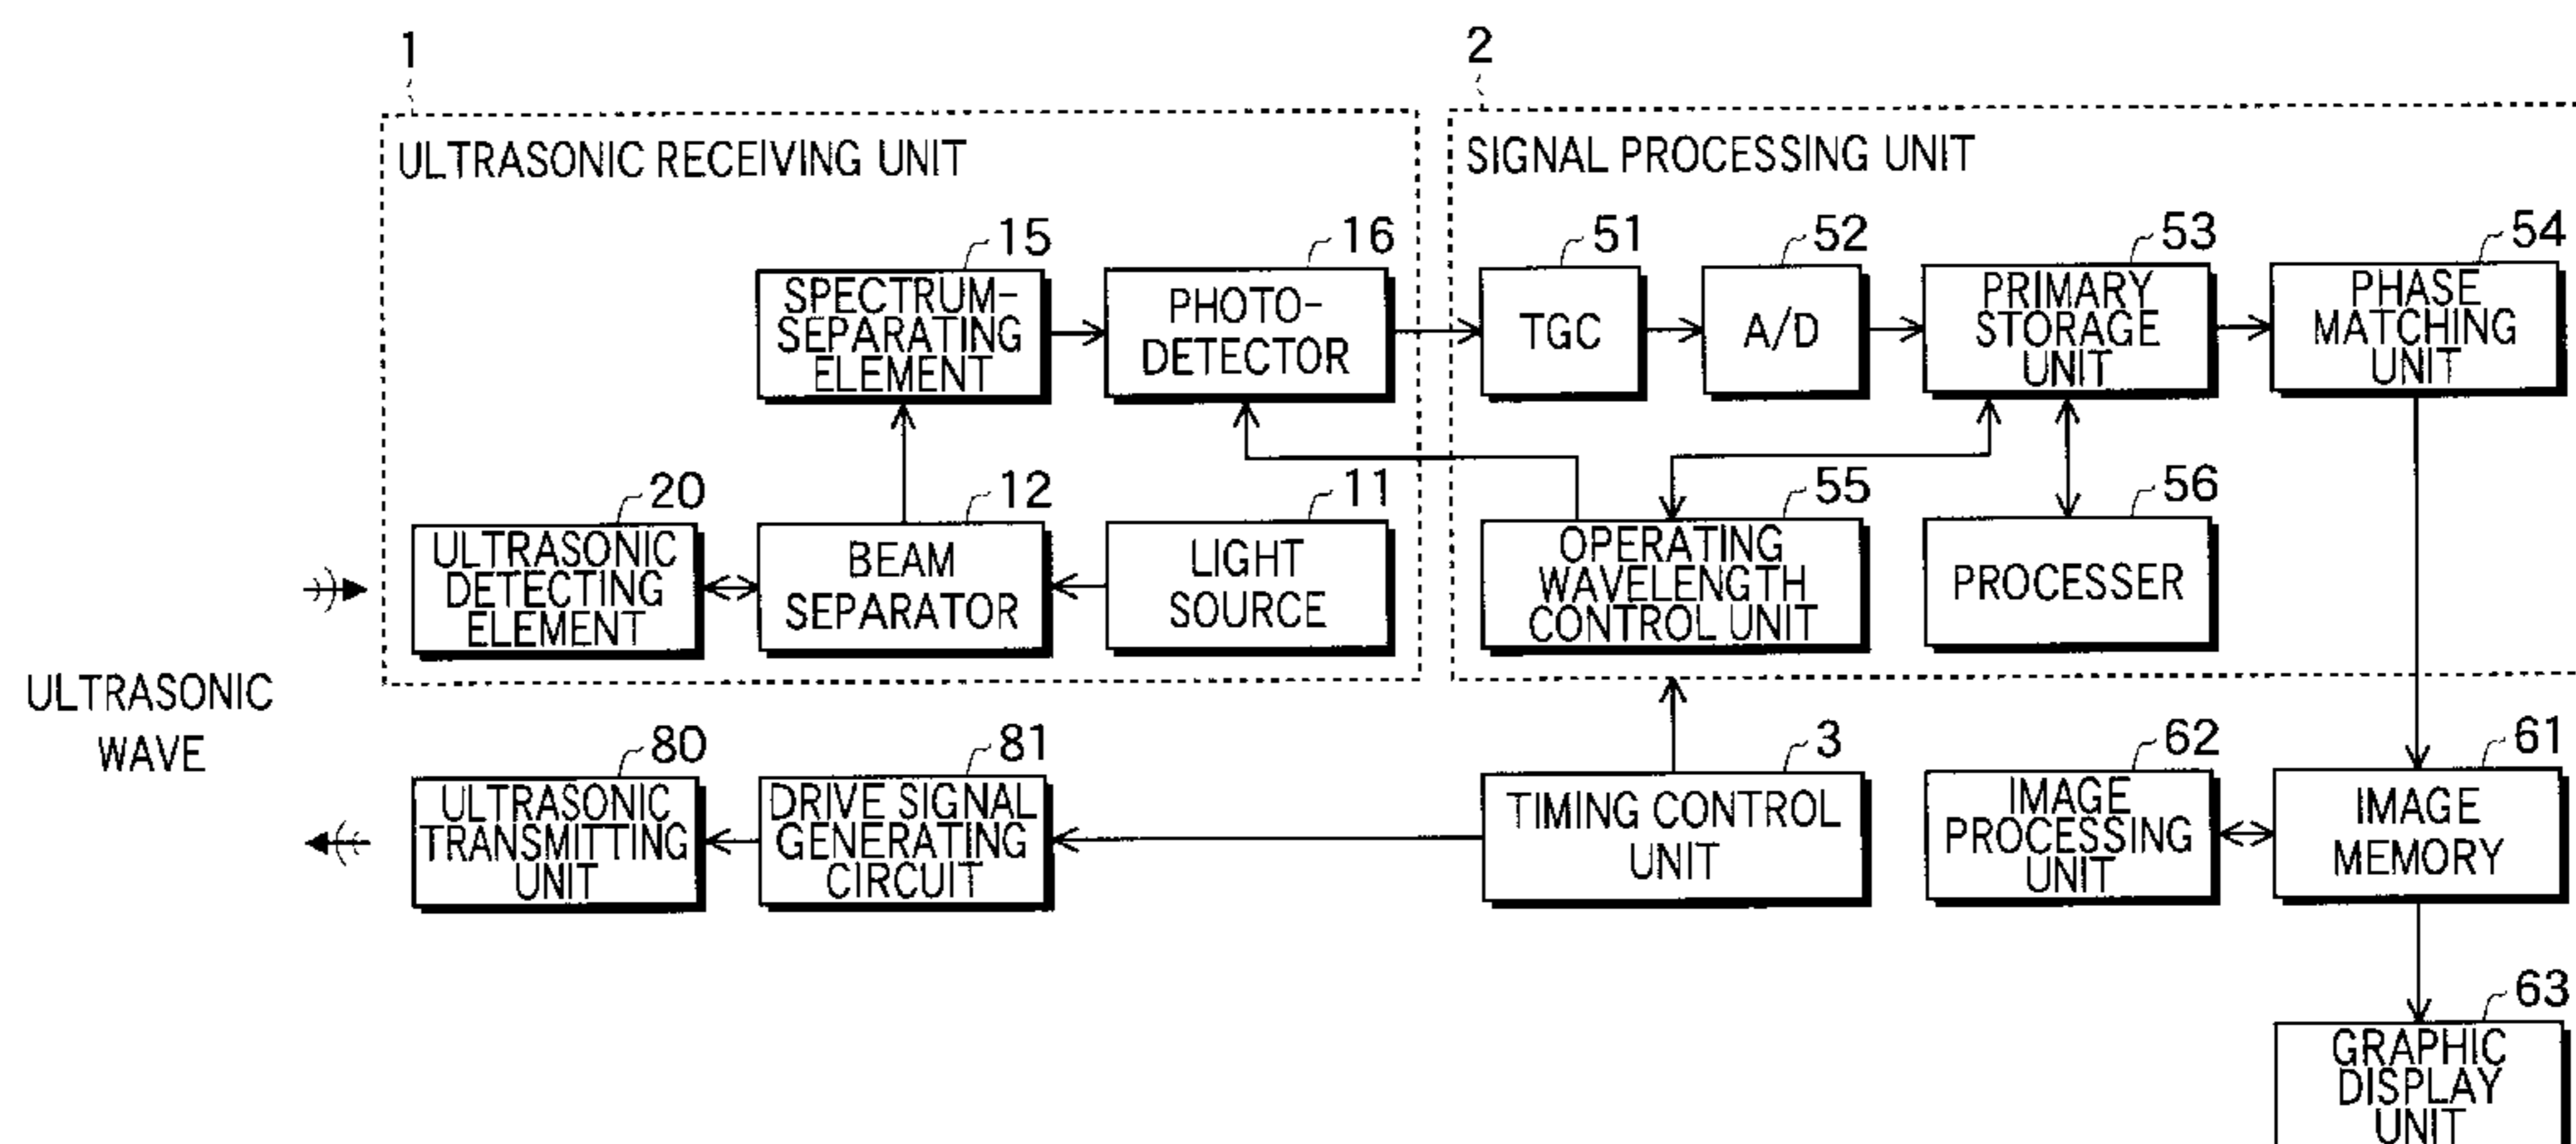 1
2
ULTRASONIC RECEIVING UNIT
SIGNAL PROCESSING UNIT
15
SPECTRUM-
SEPARATING
ELEMENT
16
PHOTO-
DETECTOR
51
TGC
52
A/D
53
PRIMARY
STORAGE
UNIT
54
PHASE
MATCHING
UNIT
20
ULTRASONIC
DETECTING
ELEMENT
12
BEAM
SEPARATOR
11
LIGHT
SOURCE
55
OPERATING
WAVELENGTH
CONTROL UNIT
56
PROCESSER
ULTRASONIC
WAVE
80
ULTRASONIC
TRANSMITTING
UNIT
81
DRIVE SIGNAL
GENERATING
CIRCUIT
3
TIMING CONTROL
UNIT
62
IMAGE
PROCESSING
UNIT
61
IMAGE
MEMORY
63
GRAPHIC
DISPLAY
UNIT